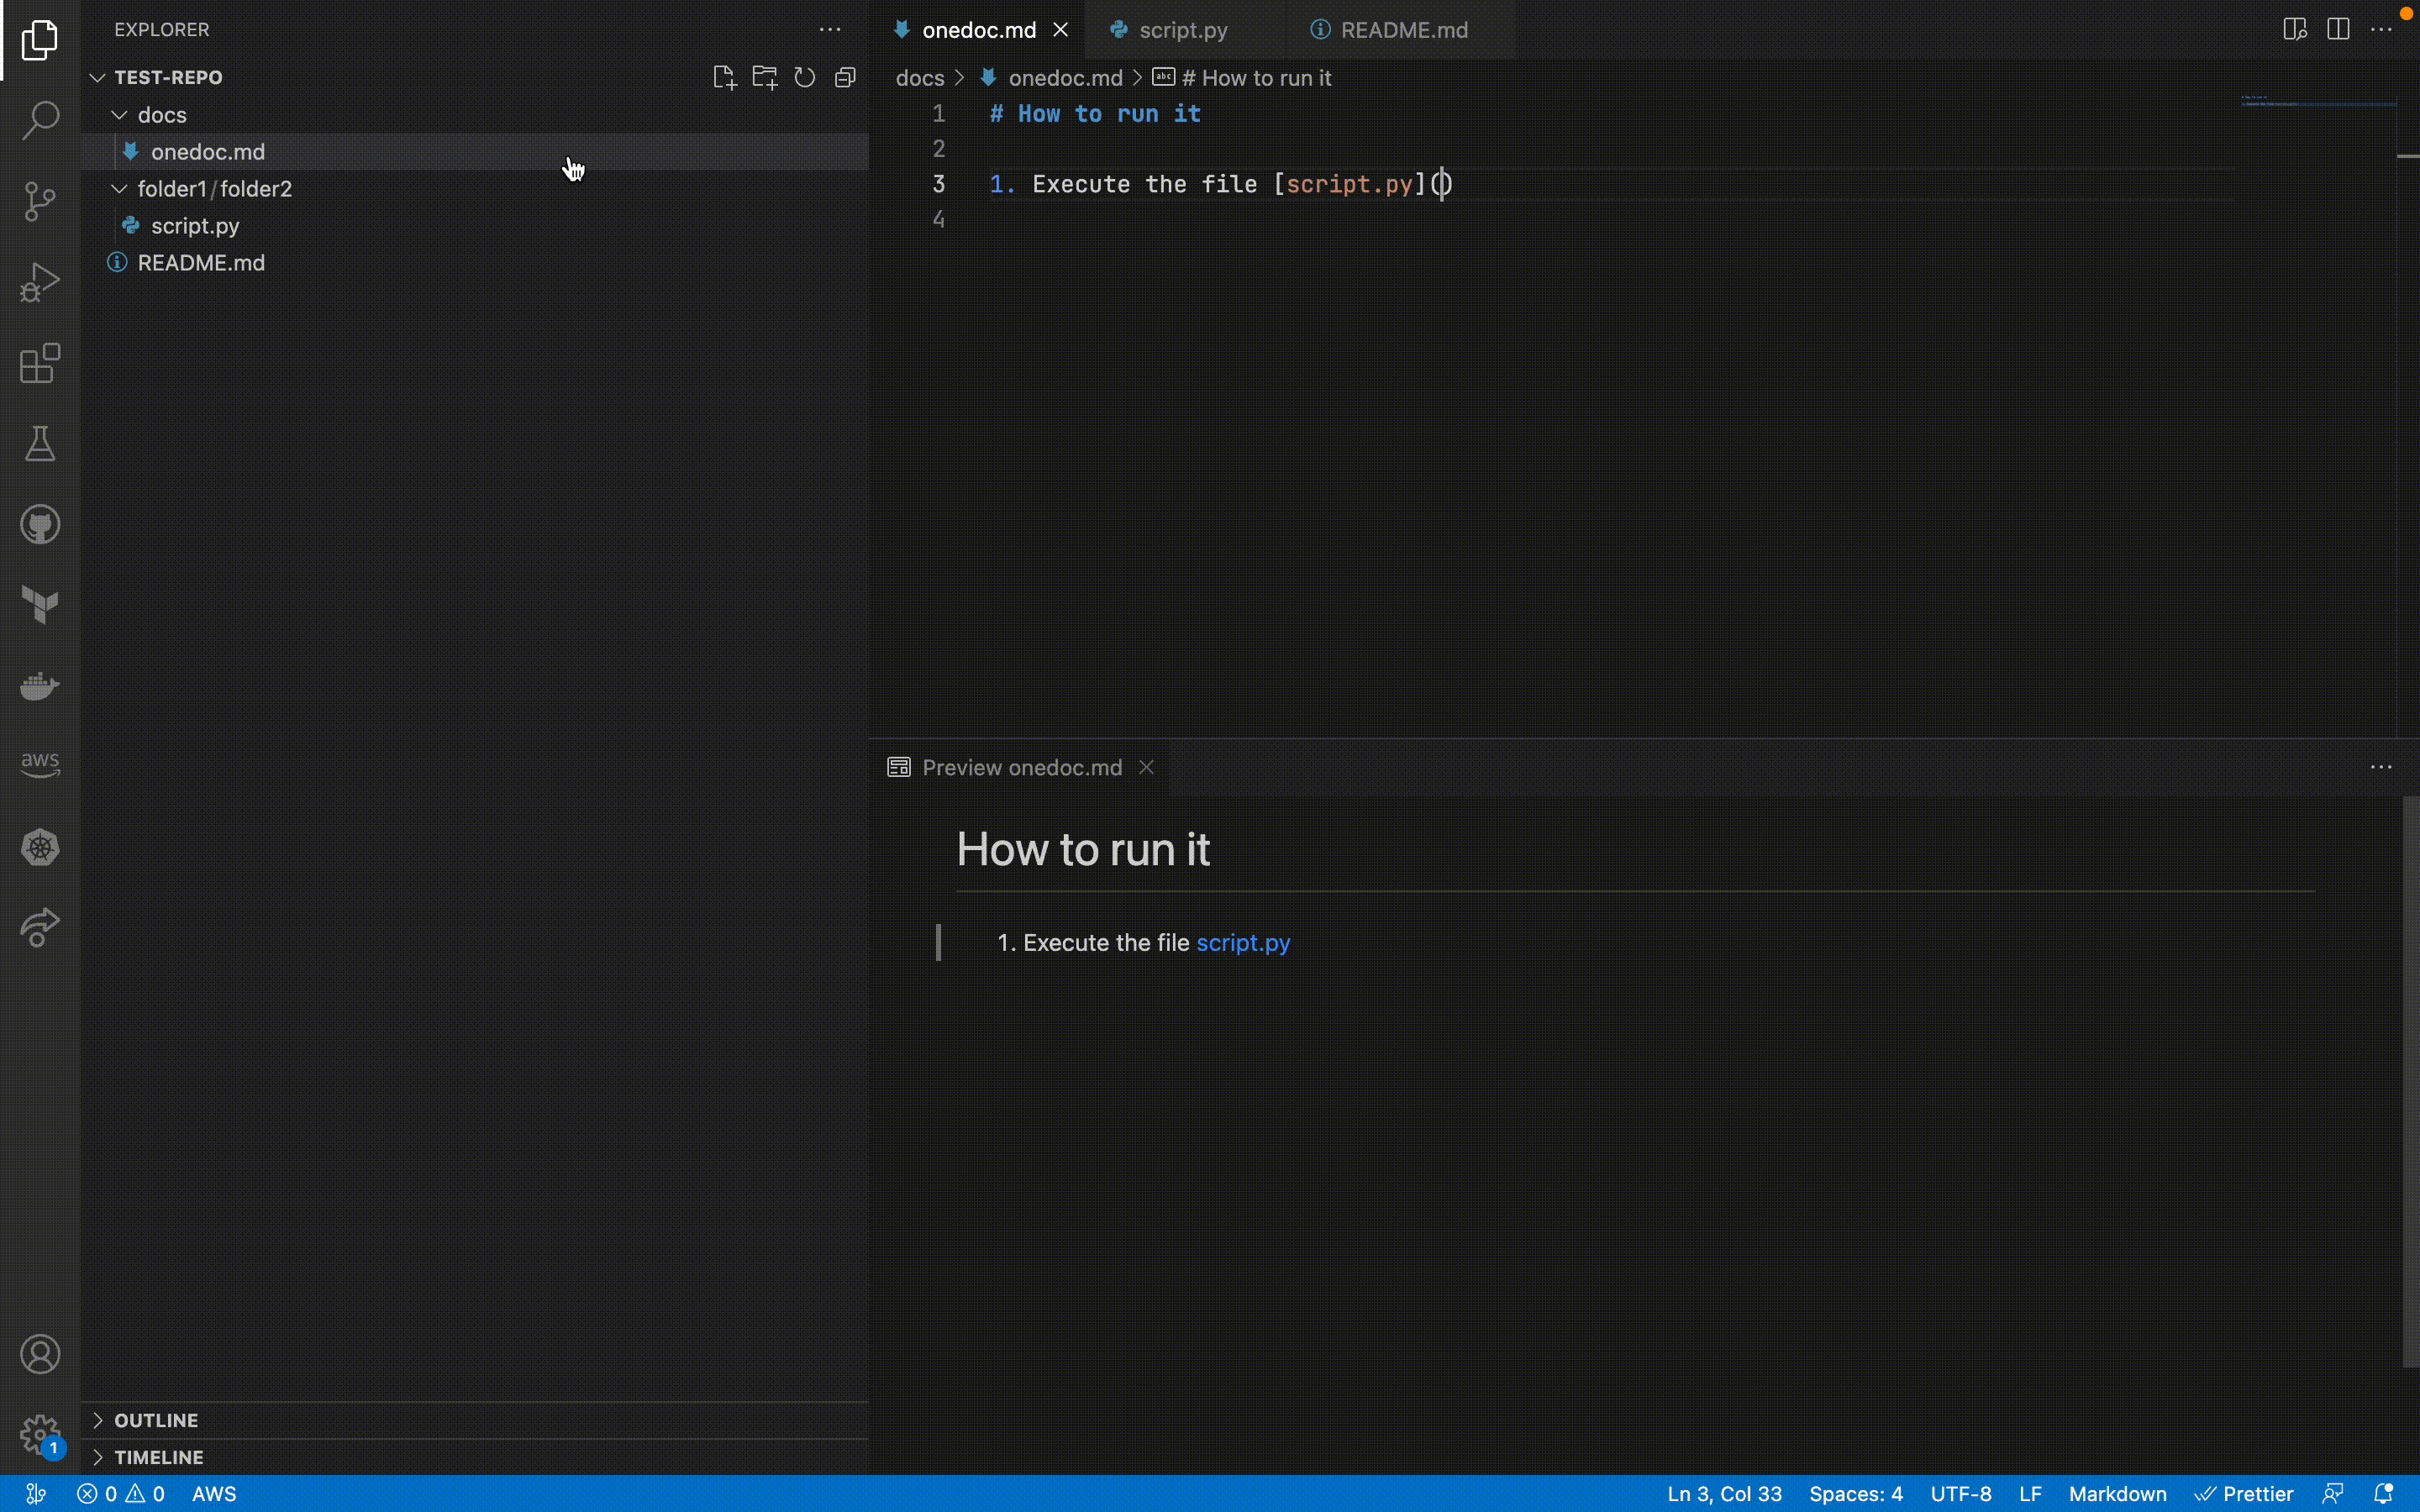 EXPLORER
TEST-REPO
docs
onedoc.md
folder1/folder2
script.py
README.md
OUTLINE
TIMELINE
aws
1
onedoc.md script.py README.md
docs > onedoc.md > # How to run it
1 # How to run it
2
3 1. Execute the file [script.py]()
4
Preview onedoc.md
How to run it
1. Execute the file script.py
0 0 AWS Ln 3, Col 33 Spaces: 4 UTF-8 LF Markdown Prettier